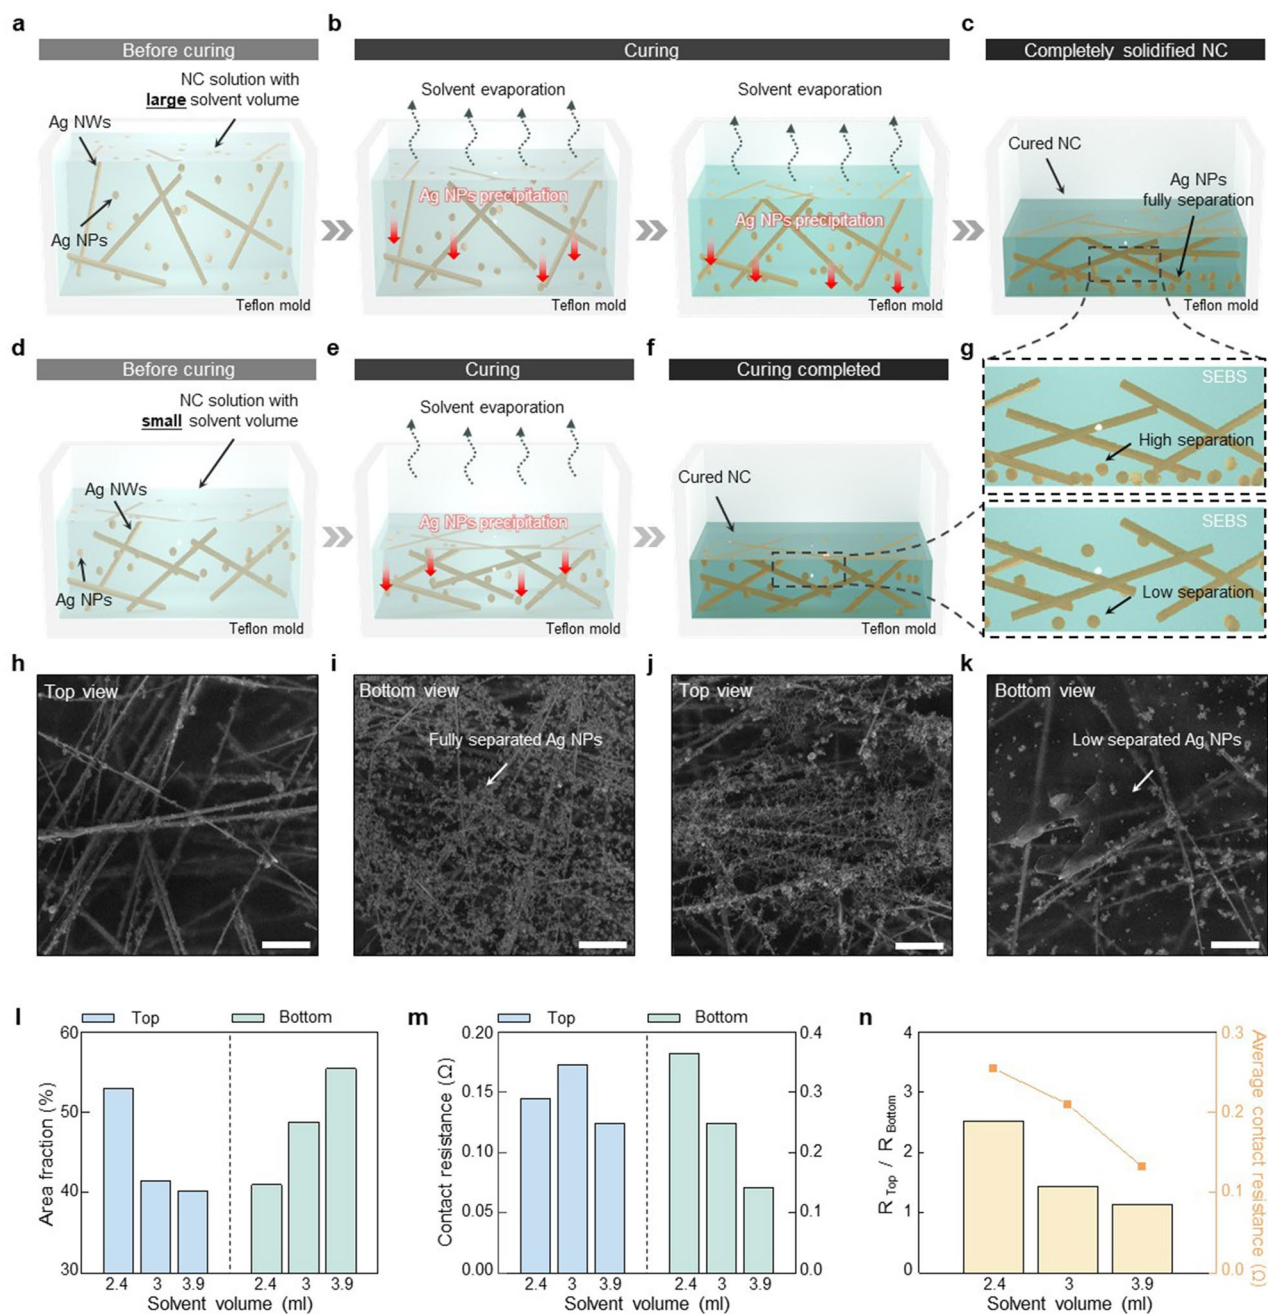 a
b
c
Before curing
Curing
Completely solidified NC
NC solution with
large solvent volume
Ag NWs
Ag NPs
Teflon mold
Solvent evaporation
Ag NPs precipitation
Teflon mold
Solvent evaporation
Ag NPs precipitation
Teflon mold
Cured NC
Ag NPs
fully separation
Teflon mold
d
e
f
g
Before curing
Curing
Curing completed
NC solution with
small solvent volume
Ag NWs
Ag NPs
Teflon mold
Solvent evaporation
Ag NPs precipitation
Teflon mold
Cured NC
Teflon mold
SEBS
High separation
SEBS
Low separation
h
i
j
k
Top view
Bottom view
Fully separated Ag NPs
Top view
Bottom view
Low separated Ag NPs
l
Top
Bottom
Area fraction (%)
60
50
40
30
2.4 3 3.9 2.4 3 3.9
Solvent volume (ml)
m
Top
Bottom
Contact resistance (Ω)
0.20
0.15
0.10
0.05
0.00
0.4
0.3
0.2
0.1
0.0
2.4 3 3.9 2.4 3 3.9
Solvent volume (ml)
n
R Top / R Bottom
4
3
2
1
0
0.3
0.2
0.1
0.0
Average contact
resistance (Ω)
2.4 3 3.9
Solvent volume (ml)